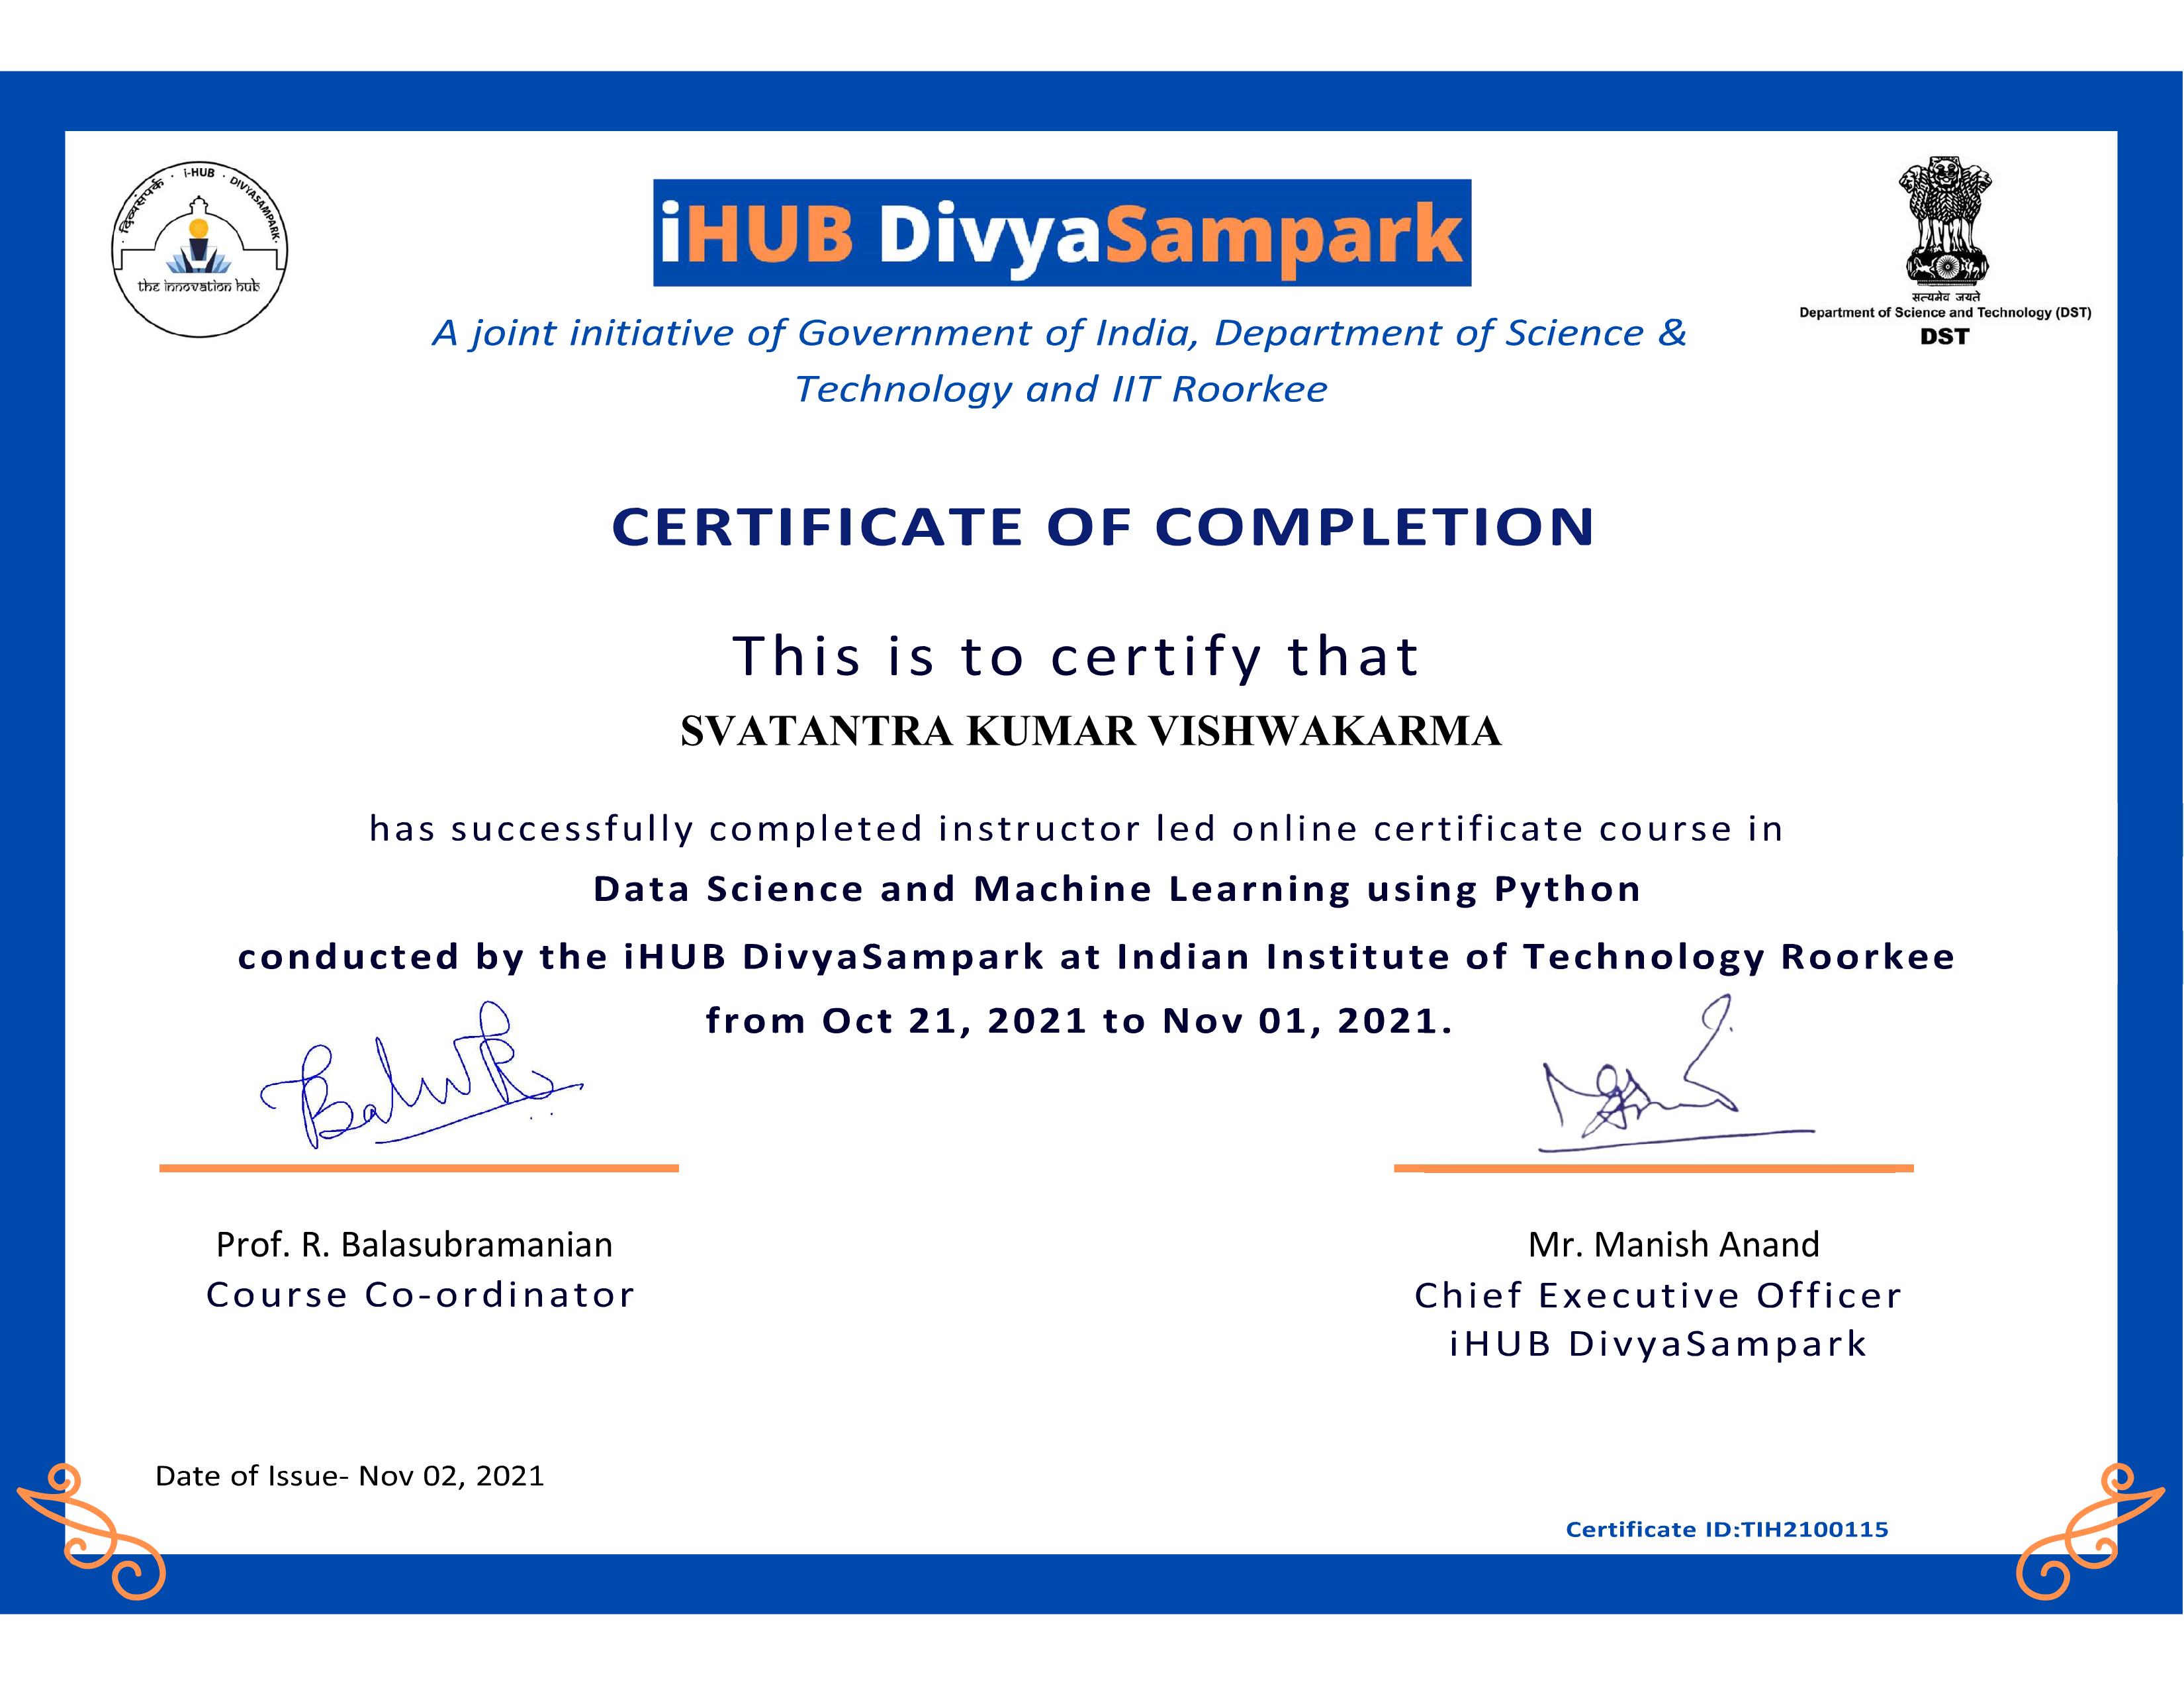 दिव्यसंपर्क · i-HUB · DIVYASAMPARK
the innovation hub
iHUB DivyaSampark
सत्यमेव जयते
Department of Science and Technology (DST)
DST
A joint initiative of Government of India, Department of Science &
Technology and IIT Roorkee
CERTIFICATE OF COMPLETION
This is to certify that
SVATANTRA KUMAR VISHWAKARMA
has successfully completed instructor led online certificate course in
Data Science and Machine Learning using Python
conducted by the iHUB DivyaSampark at Indian Institute of Technology Roorkee
from Oct 21, 2021 to Nov 01, 2021.
Prof. R. Balasubramanian
Course Co-ordinator
Mr. Manish Anand
Chief Executive Officer
iHUB DivyaSampark
Date of Issue- Nov 02, 2021
Certificate ID:TIH2100115